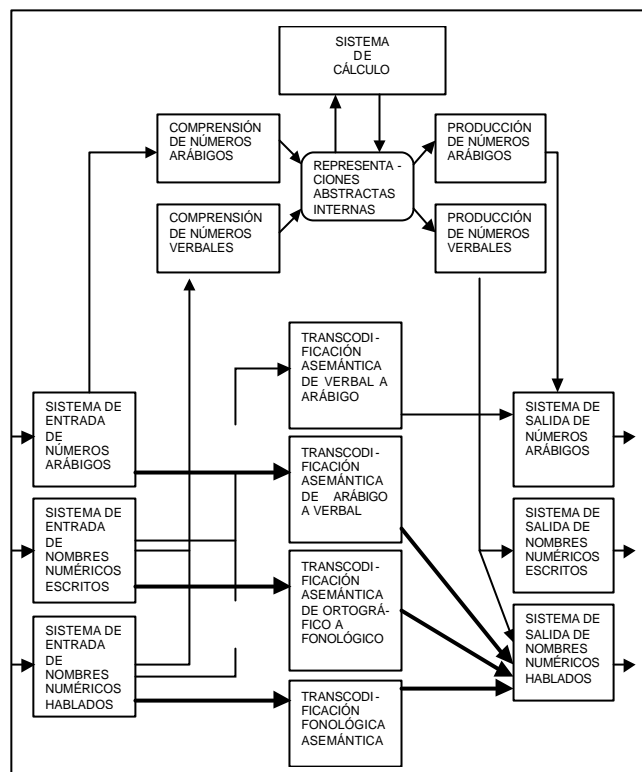 SISTEMA
DE
CÁLCULO
COMPRENSIÓN
DE NÚMEROS
ARÁBIGOS
REPRESENTA -
CIONES
ABSTRACTAS
INTERNAS
PRODUCCIÓN
DE NÚMEROS
ARÁBIGOS
COMPRENSIÓN
DE NÚMEROS
VERBALES
PRODUCCIÓN
DE NÚMEROS
VERBALES
TRANSCODI -
FICACIÓN
ASEMÁNTICA
DE VERBAL A
ARÁBIGO
SISTEMA DE
ENTRADA
DE
NÚMEROS
ARÁBIGOS
SISTEMA DE
SALIDA DE
NÚMEROS
ARÁBIGOS
TRANSCODI -
FICACIÓN
ASEMÁNTICA
DE ARÁBIGO
A VERBAL
SISTEMA DE
ENTRADA
DE
NOMBRES
NUMÉRICOS
ESCRITOS
SISTEMA DE
SALIDA DE
NOMBRES
NUMÉRICOS
ESCRITOS
TRANSCODI -
FICACIÓN
ASEMÁNTICA
DE ORTOGRÁ-
FICO A
FONOLÓGICO
SISTEMA DE
ENTRADA
DE
NOMBRES
NUMÉRICOS
HABLADOS
SISTEMA DE
SALIDA DE
NOMBRES
NUMÉRICOS
HABLADOS
TRANSCODI -
FICACIÓN
FONOLÓGICA
ASEMÁNTICA